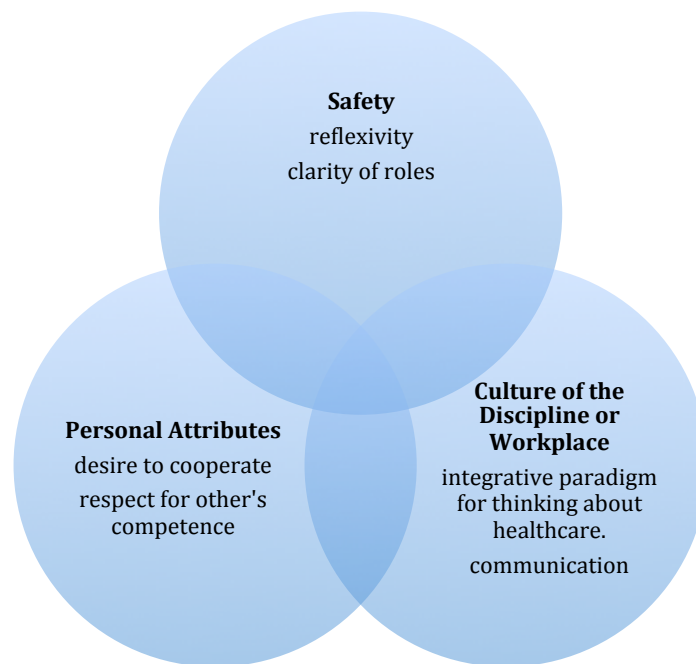 Safety
reflexivity
clarity of roles
Personal Attributes
desire to cooperate
respect for other's
competence
Culture of the
Discipline or
Workplace
integrative paradigm
for thinking about
healthcare.
communication